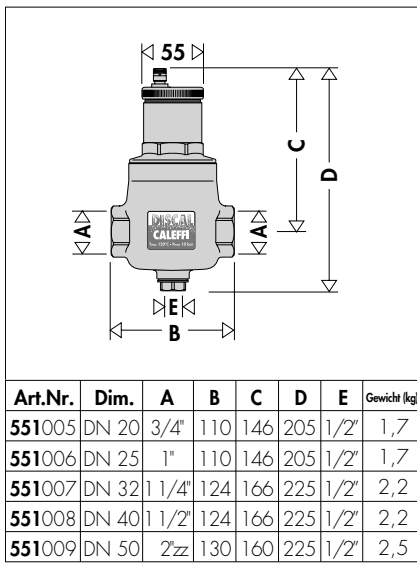 55
C
D
A
DISCAL
CALEFFI
A
E
B
Art.Nr. Dim. A B C D E Gewicht (kg)
551005 DN 20 3/4" 110 146 205 1/2" 1,7
551006 DN 25 1" 110 146 205 1/2" 1,7
551007 DN 32 1 1/4" 124 166 225 1/2" 2,2
551008 DN 40 1 1/2" 124 166 225 1/2" 2,2
551009 DN 50 2"zz 130 160 225 1/2" 2,5